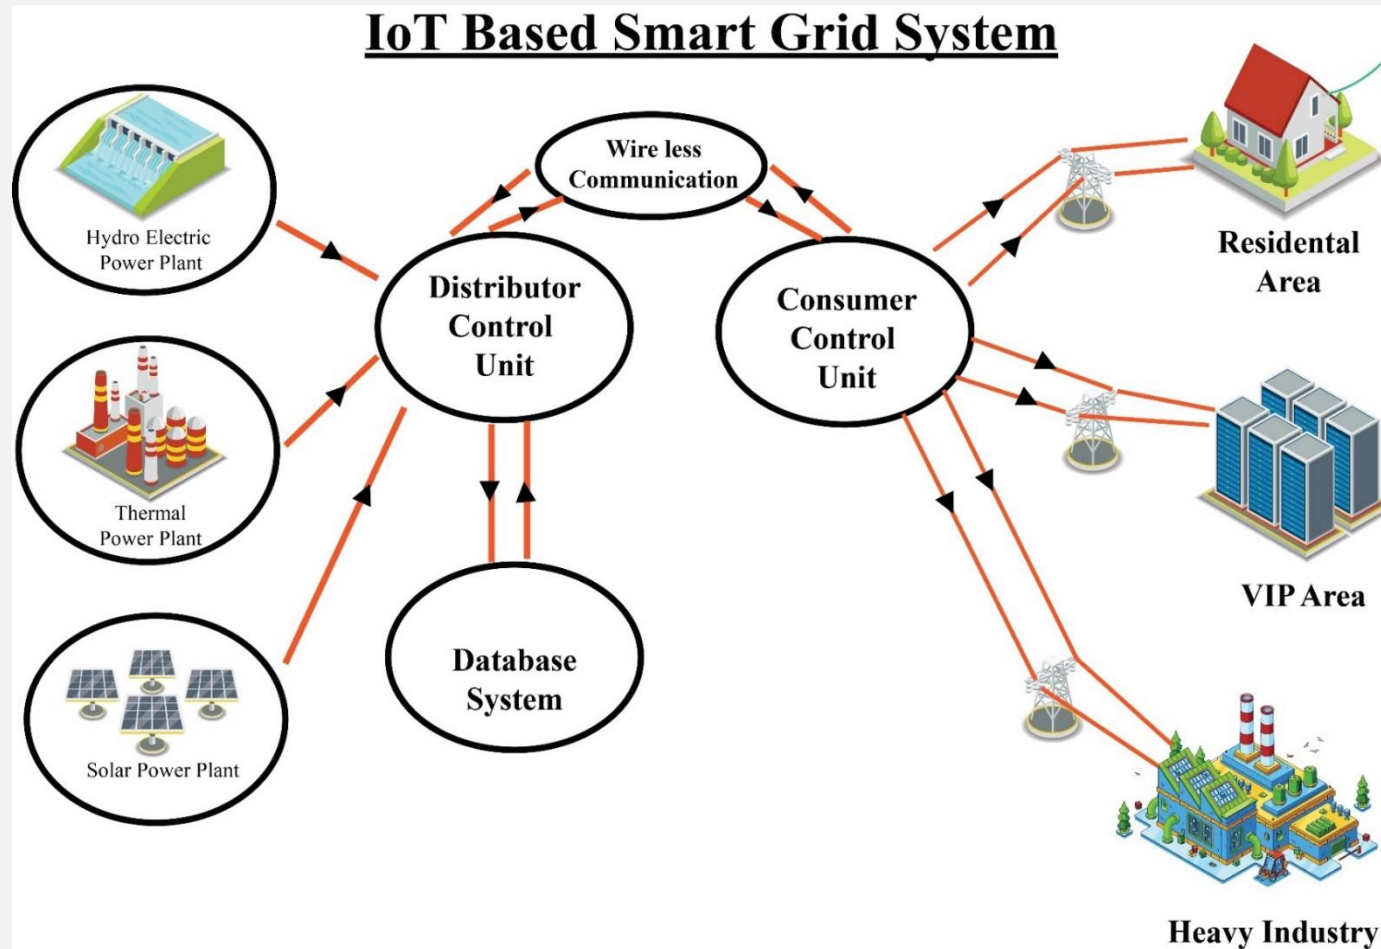 IoT Based Smart Grid System
Hydro Electric
Power Plant
Thermal
Power Plant
Solar Power Plant
Distributor
Control
Unit
Database
System
Wire less
Communication
Consumer
Control
Unit
Residental
Area
VIP Area
Heavy Industry